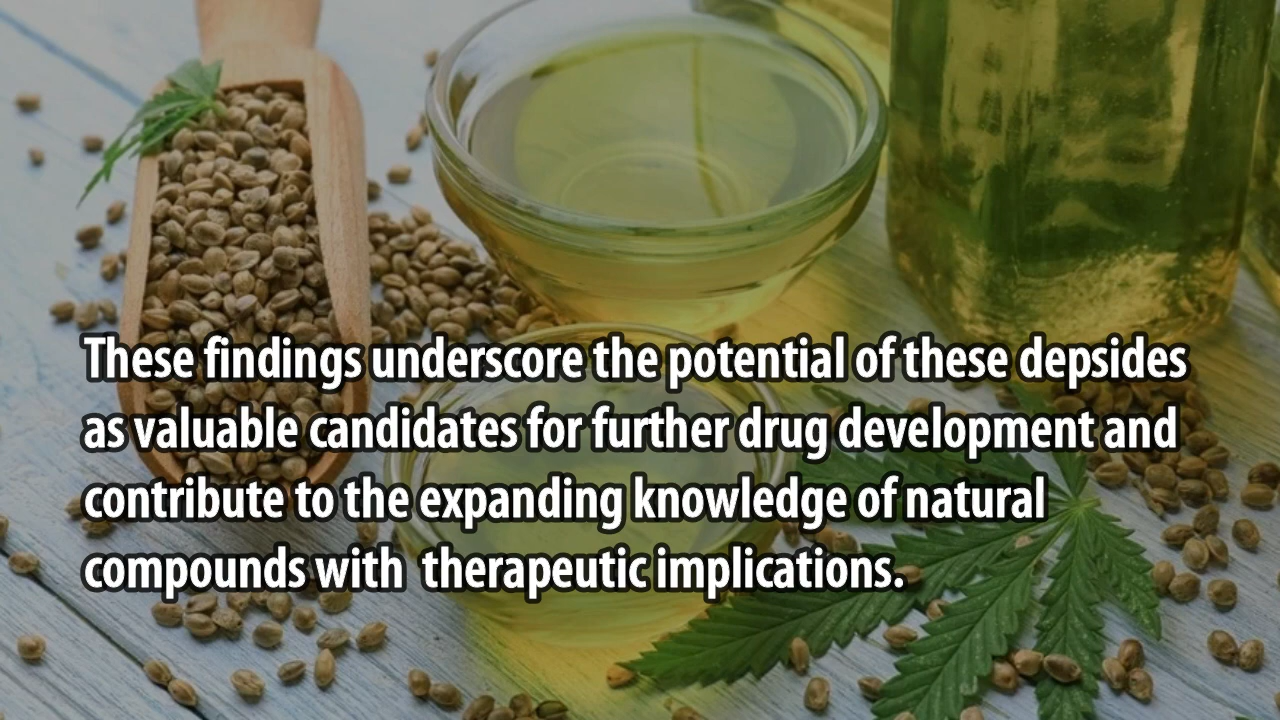 These findings underscore the potential of these depsides
as valuable candidates for further drug development and
contribute to the expanding knowledge of natural
compounds with  therapeutic implications.